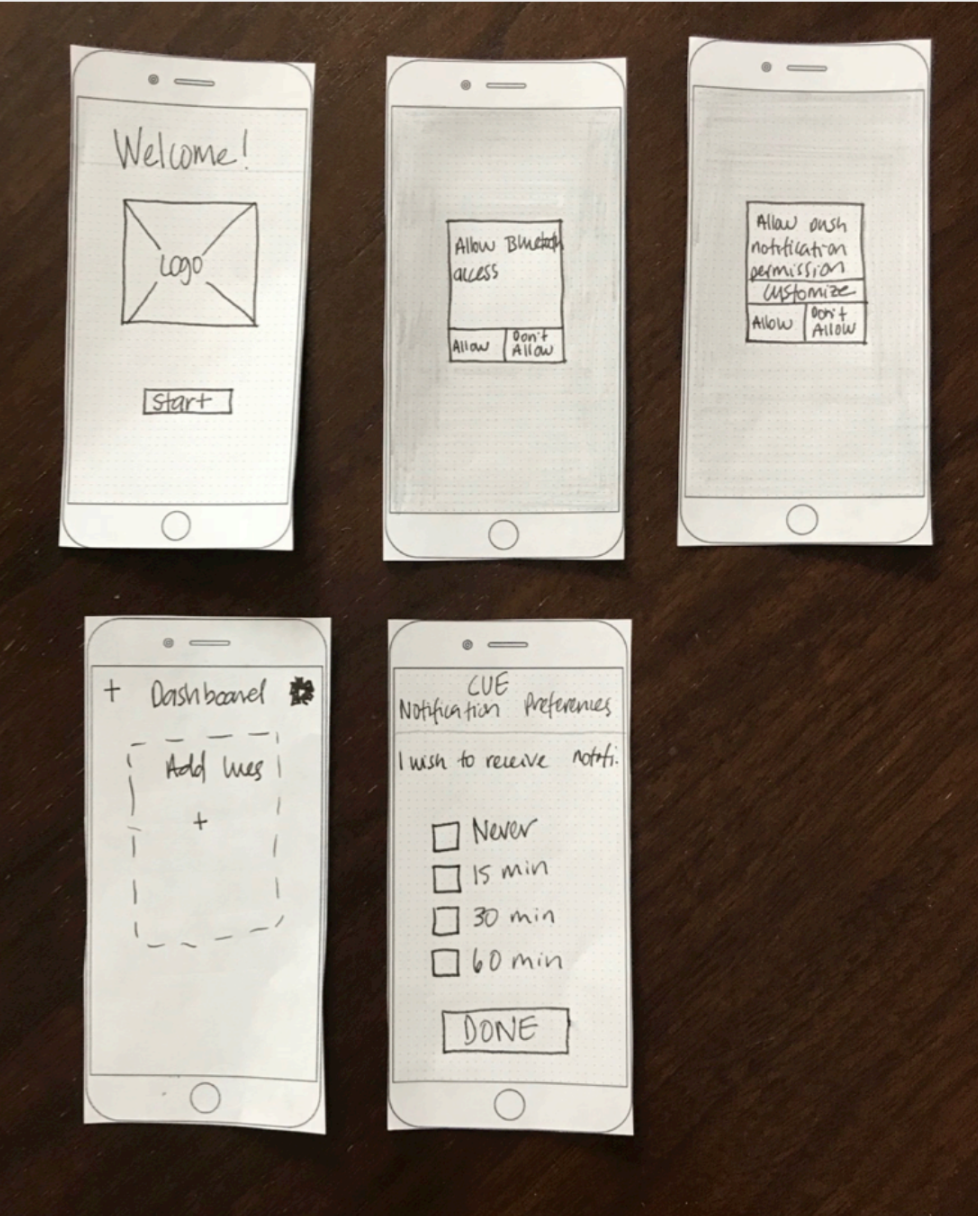 Welcome!
Logo
Start
Allow Bluetooth
access
Allow
Don't
Allow
Allow push
notification
permission
Customize
Allow
Don't
Allow
+ Dashboard
Add
+
CUE
Notification Preferences
I wish to receive notifi.
Never
15 min
30 min
60 min
DONE